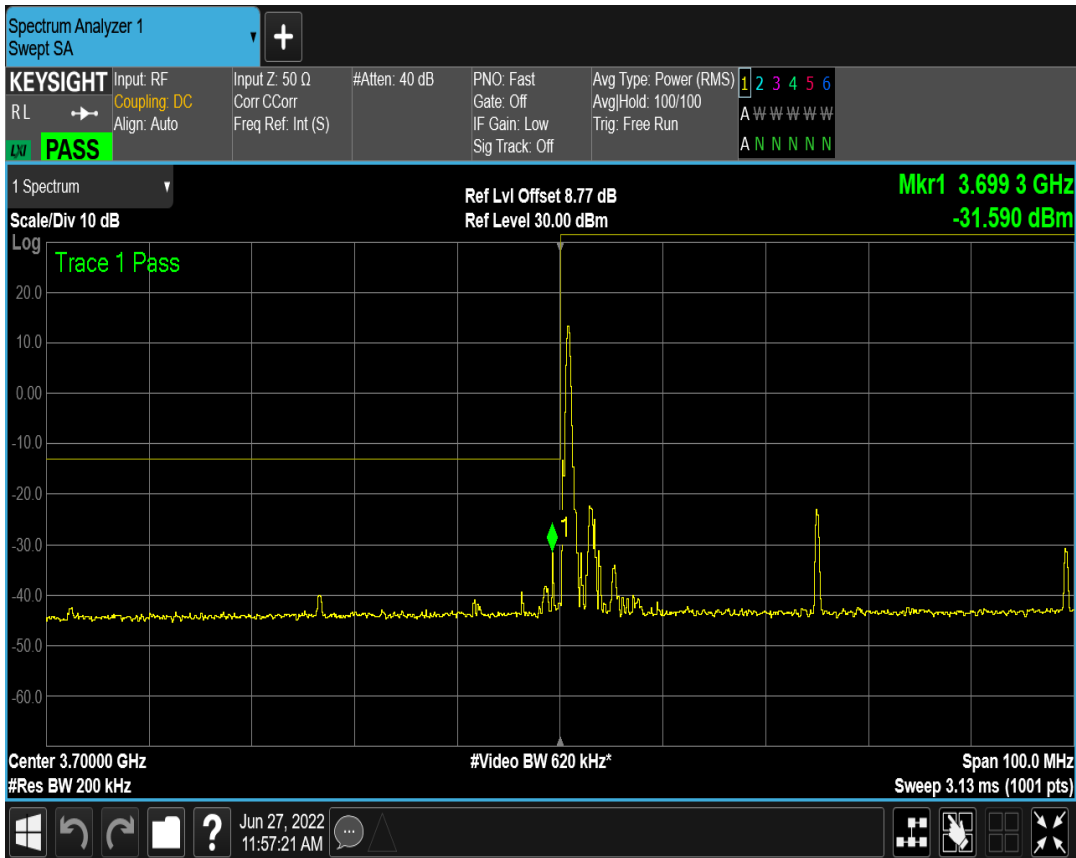 Spectrum Analyzer 1
Swept SA
+
KEYSIGHT
RL
LXI PASS
Input: RF
Coupling: DC
Align: Auto
Input Z: 50 Ω
Corr CCorr
Freq Ref: Int (S)
#Atten: 40 dB
PNO: Fast
Gate: Off
IF Gain: Low
Sig Track: Off
Avg Type: Power (RMS)
Avg|Hold: 100/100
Trig: Free Run
1 2 3 4 5 6
A W W W W W
A N N N N N
1 Spectrum
Scale/Div 10 dB
Ref Lvl Offset 8.77 dB
Ref Level 30.00 dBm
Mkr1 3.699 3 GHz
-31.590 dBm
Log
Trace 1 Pass
20.0
10.0
0.00
-10.0
-20.0
-30.0
-40.0
-50.0
-60.0
1
Center 3.70000 GHz
#Res BW 200 kHz
#Video BW 620 kHz*
Span 100.0 MHz
Sweep 3.13 ms (1001 pts)
?
Jun 27, 2022
11:57:21 AM